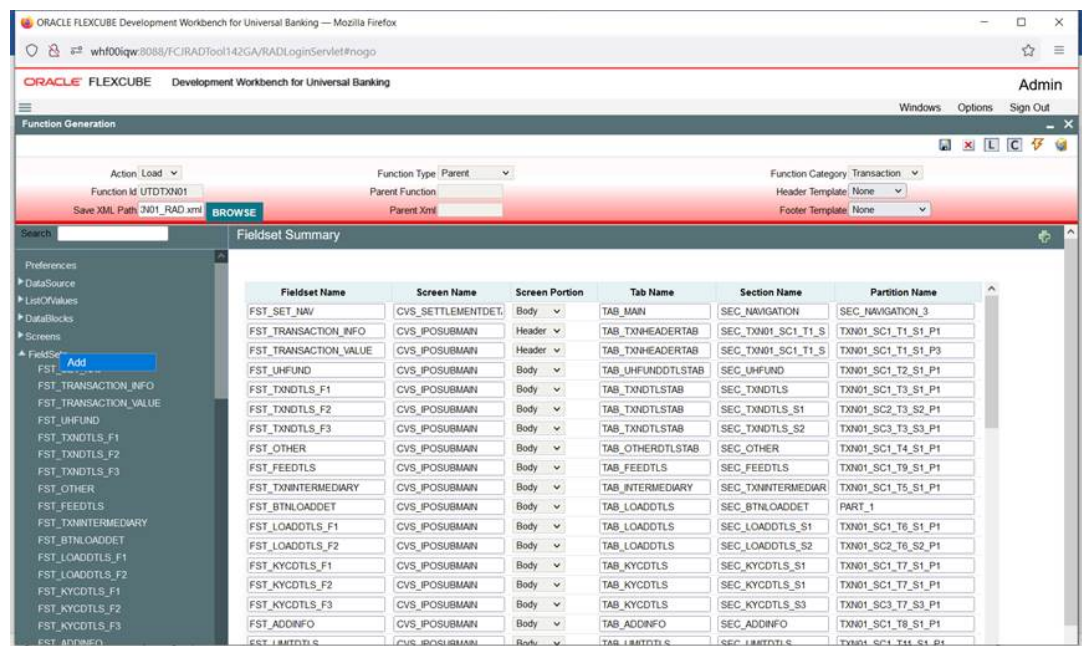 ORACLE FLEXCUBE Development Workbench for Universal Banking — Mozilla Firefox
whf00iqw:8088/FCJRADTool142GA/RADLoginServlet#nogo
ORACLE FLEXCUBE Development Workbench for Universal Banking
Admin
Windows Options Sign Out
Function Generation
L C
Action Load Function Type Parent Function Category Transaction
Function Id UTDTXN01 Parent Function Header Template None
Save XML Path N01_RAD.xml BROWSE Parent Xml Footer Template None
Search
Fieldset Summary
Preferences
DataSource
ListOfValues
DataBlocks
Screens
FieldSets
Add
FST_TRANSACTION_INFO
FST_TRANSACTION_VALUE
FST_UHFUND
FST_TXNDTLS_F1
FST_TXNDTLS_F2
FST_TXNDTLS_F3
FST_OTHER
FST_FEEDTLS
FST_TXNINTERMEDIARY
FST_BTNLOADDET
FST_LOADDTLS_F1
FST_LOADDTLS_F2
FST_KYCDTLS_F1
FST_KYCDTLS_F2
FST_KYCDTLS_F3
FST_ADDINFO
Fieldset Name Screen Name Screen Portion Tab Name Section Name Partition Name
FST_SET_NAV CVS_SETTLEMENTDET Body TAB_MAIN SEC_NAVIGATION SEC_NAVIGATION_3
FST_TRANSACTION_INFO CVS_IPOSUBMAIN Header TAB_TXNHEADERTAB SEC_TXN01_SC1_T1_S TXN01_SC1_T1_S1_P1
FST_TRANSACTION_VALUE CVS_IPOSUBMAIN Header TAB_TXNHEADERTAB SEC_TXN01_SC1_T1_S TXN01_SC1_T1_S1_P3
FST_UHFUND CVS_IPOSUBMAIN Body TAB_UHFUNDDTLSTAB SEC_UHFUND TXN01_SC1_T2_S1_P1
FST_TXNDTLS_F1 CVS_IPOSUBMAIN Body TAB_TXNDTLSTAB SEC_TXNDTLS TXN01_SC1_T3_S1_P1
FST_TXNDTLS_F2 CVS_IPOSUBMAIN Body TAB_TXNDTLSTAB SEC_TXNDTLS_S1 TXN01_SC2_T3_S2_P1
FST_TXNDTLS_F3 CVS_IPOSUBMAIN Body TAB_TXNDTLSTAB SEC_TXNDTLS_S2 TXN01_SC3_T3_S3_P1
FST_OTHER CVS_IPOSUBMAIN Body TAB_OTHERDTLSTAB SEC_OTHER TXN01_SC1_T4_S1_P1
FST_FEEDTLS CVS_IPOSUBMAIN Body TAB_FEEDTLS SEC_FEEDTLS TXN01_SC1_T9_S1_P1
FST_TXNINTERMEDIARY CVS_IPOSUBMAIN Body TAB_INTERMEDIARY SEC_TXNINTERMEDIAR TXN01_SC1_T5_S1_P1
FST_BTNLOADDET CVS_IPOSUBMAIN Body TAB_LOADDTLS SEC_BTNLOADDET PART_1
FST_LOADDTLS_F1 CVS_IPOSUBMAIN Body TAB_LOADDTLS SEC_LOADDTLS_S1 TXN01_SC1_T6_S1_P1
FST_LOADDTLS_F2 CVS_IPOSUBMAIN Body TAB_LOADDTLS SEC_LOADDTLS_S2 TXN01_SC2_T6_S2_P1
FST_KYCDTLS_F1 CVS_IPOSUBMAIN Body TAB_KYCDTLS SEC_KYCDTLS_S1 TXN01_SC1_T7_S1_P1
FST_KYCDTLS_F2 CVS_IPOSUBMAIN Body TAB_KYCDTLS SEC_KYCDTLS_S1 TXN01_SC1_T7_S1_P1
FST_KYCDTLS_F3 CVS_IPOSUBMAIN Body TAB_KYCDTLS SEC_KYCDTLS_S3 TXN01_SC3_T7_S3_P1
FST_ADDINFO CVS_IPOSUBMAIN Body TAB_ADDINFO SEC_ADDINFO TXN01_SC1_T8_S1_P1
FST_LIMITDTLS CVS_IPOSUBMAIN Body TAB_LIMITDTLS SEC_LIMITDTLS TXN01_SC1_T11_S1_P1